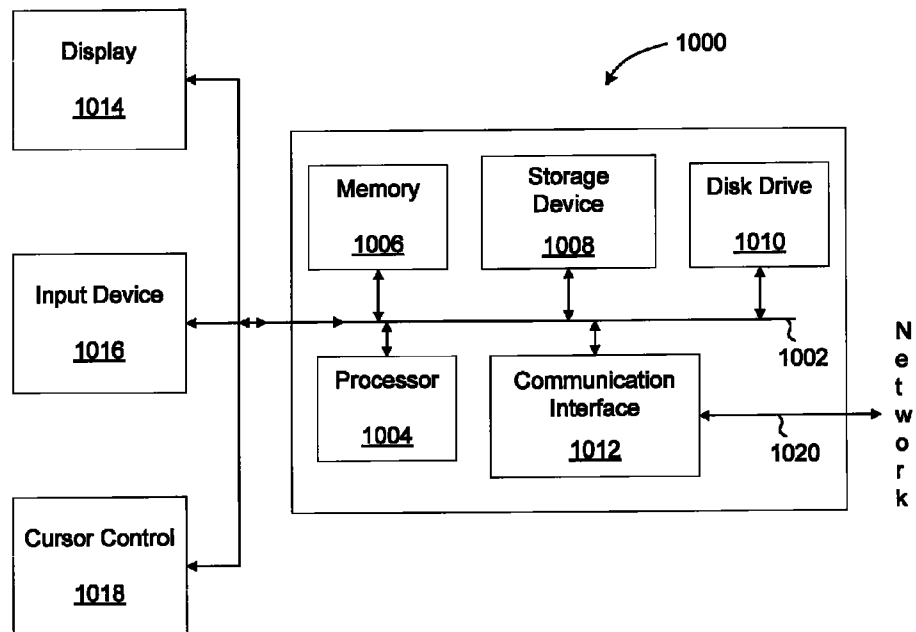 1000
Display
1014
Memory
1006
Storage
Device
1008
Disk Drive
1010
Input Device
1016
1002
Processor
1004
Communication
Interface
1012
1020
Network
Cursor Control
1018